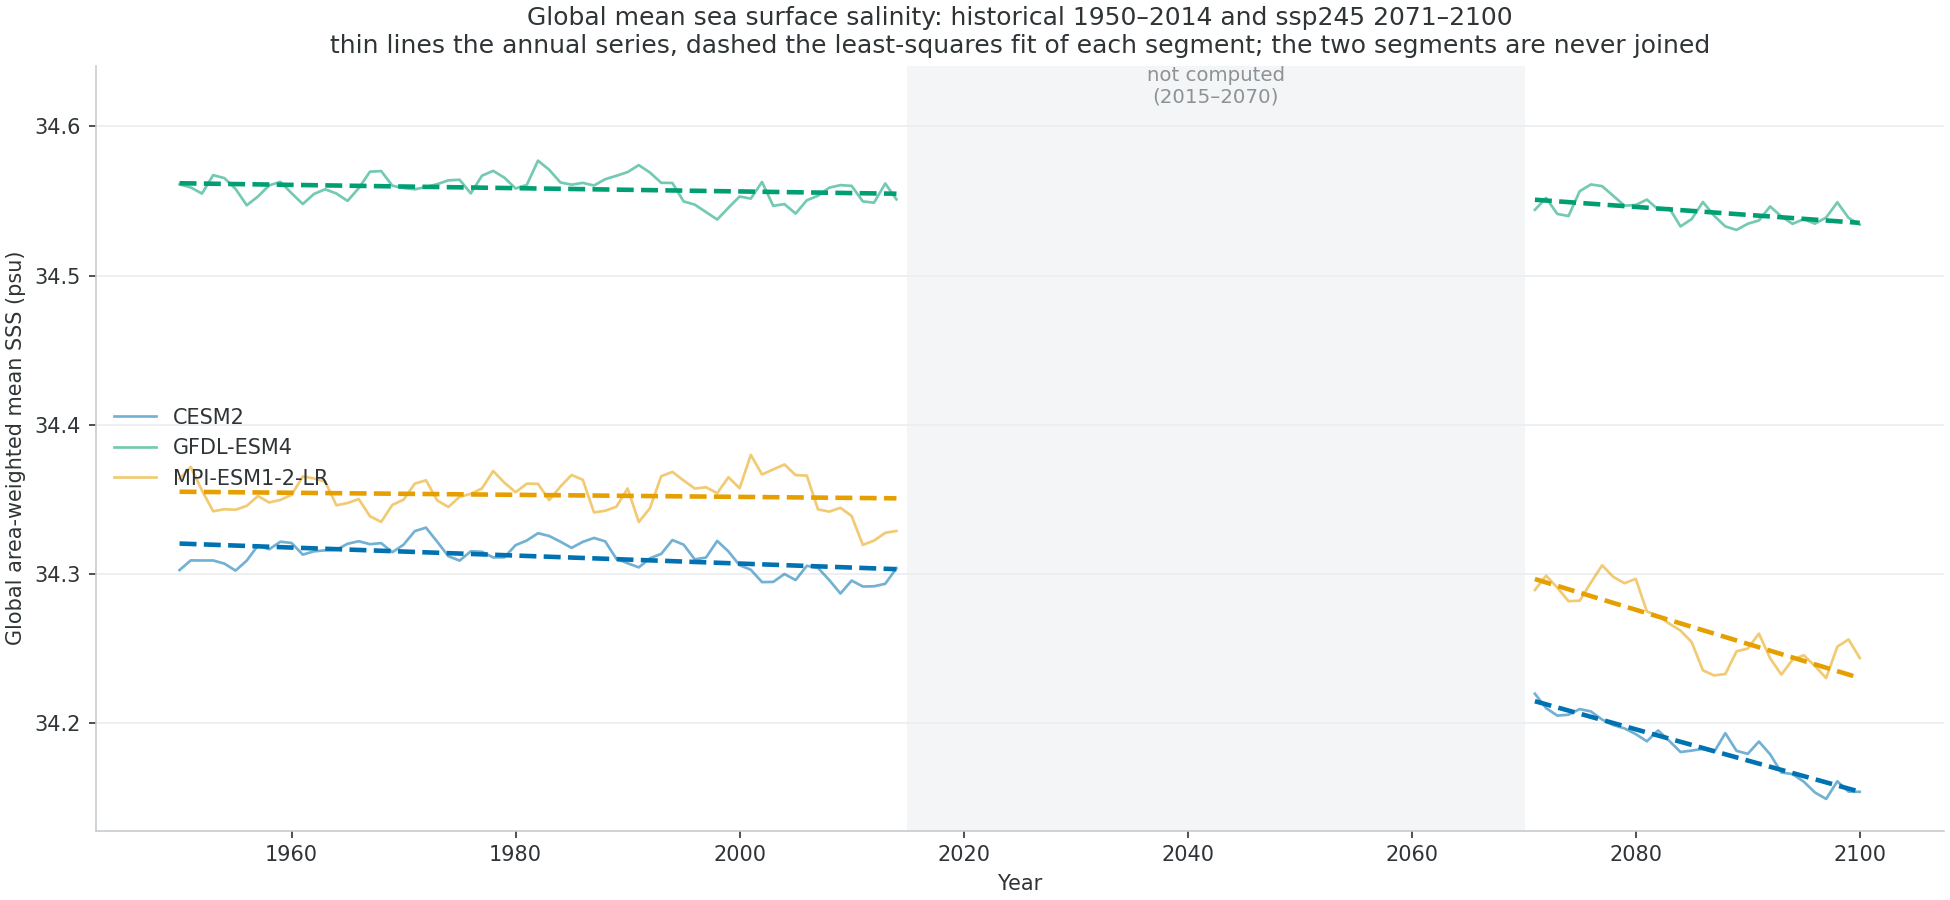 Global mean sea surface salinity: historical 1950–2014 and ssp245 2071–2100
thin lines the annual series, dashed the least-squares fit of each segment; the two segments are never joined
not computed
(2015–2070)
Global area-weighted mean SSS (psu)
34.6
34.5
34.4
34.3
34.2
CESM2
GFDL-ESM4
MPI-ESM1-2-LR
1960
1980
2000
2020
2040
2060
2080
2100
Year